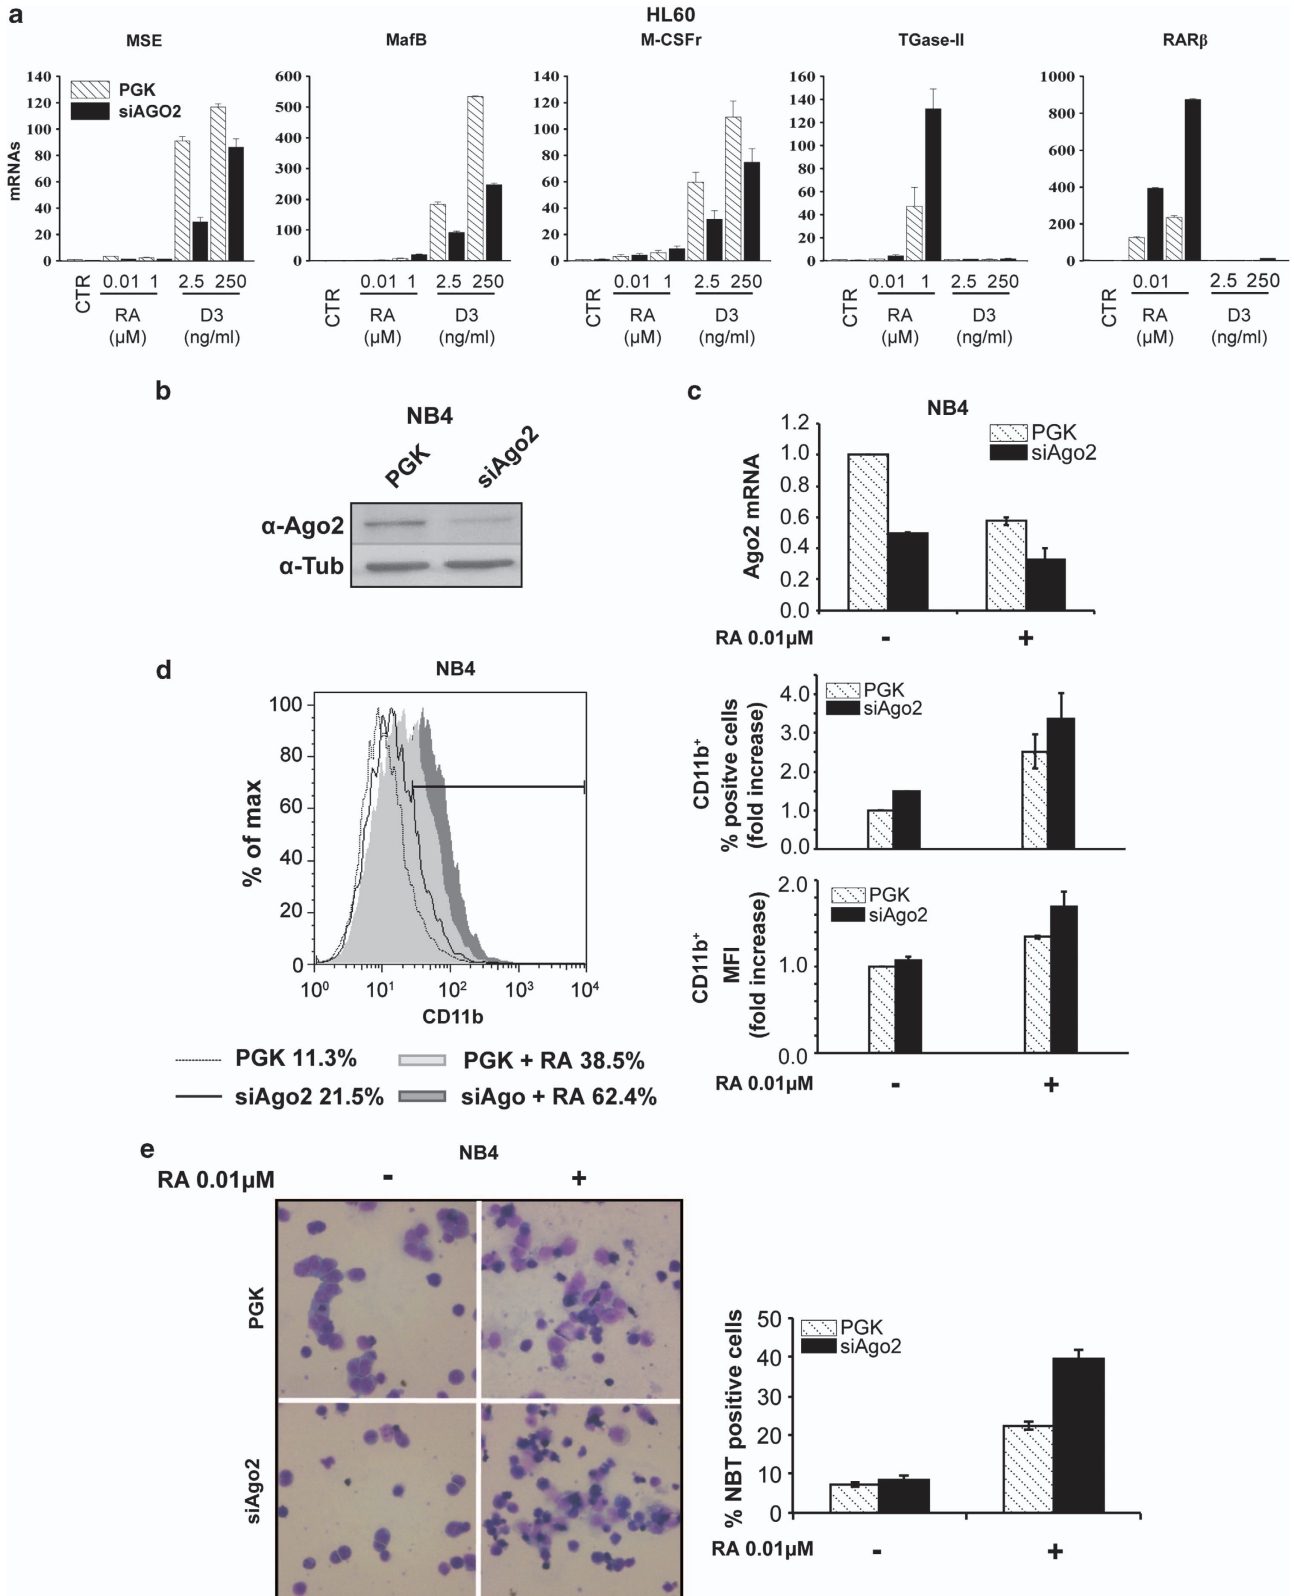 a
HL60
MSE MafB M-CSFr TGase-II RARβ
mRNAs
140 120 100 80 60 40 20 0
PGK
siAGO2
600 500 400 300 200 100 0
140 120 100 80 60 40 20 0
160 140 120 100 80 60 40 20 0
1000 800 600 400 200 0
CTR 0.01 1 2.5 250
RA D3
(µM) (ng/ml)
CTR 0.01 1 2.5 250
RA D3
(µM) (ng/ml)
CTR 0.01 1 2.5 250
RA D3
(µM) (ng/ml)
CTR 0.01 1 2.5 250
RA D3
(µM) (ng/ml)
CTR 0.01 2.5 250
RA D3
(µM) (ng/ml)
b
NB4
PGK siAgo2
α-Ago2
α-Tub
c
NB4
PGK
siAgo2
Ago2 mRNA
1.2 1.0 0.8 0.6 0.4 0.2 0.0
RA 0.01µM - +
PGK
siAgo2
CD11b+
% positve cells
(fold increase)
4.0 3.0 2.0 1.0 0.0
PGK
siAgo2
CD11b+
MFI
(fold increase)
2.0 1.0 0.0
RA 0.01µM - +
d
NB4
% of max
100 80 60 40 20 0
10⁰ 10¹ 10² 10³ 10⁴
CD11b
PGK 11.3% PGK + RA 38.5%
siAgo2 21.5% siAgo + RA 62.4%
e
NB4
RA 0.01µM - +
PGK
siAgo2
% NBT positive cells
50 40 30 20 10 0
PGK
siAgo2
RA 0.01µM - +